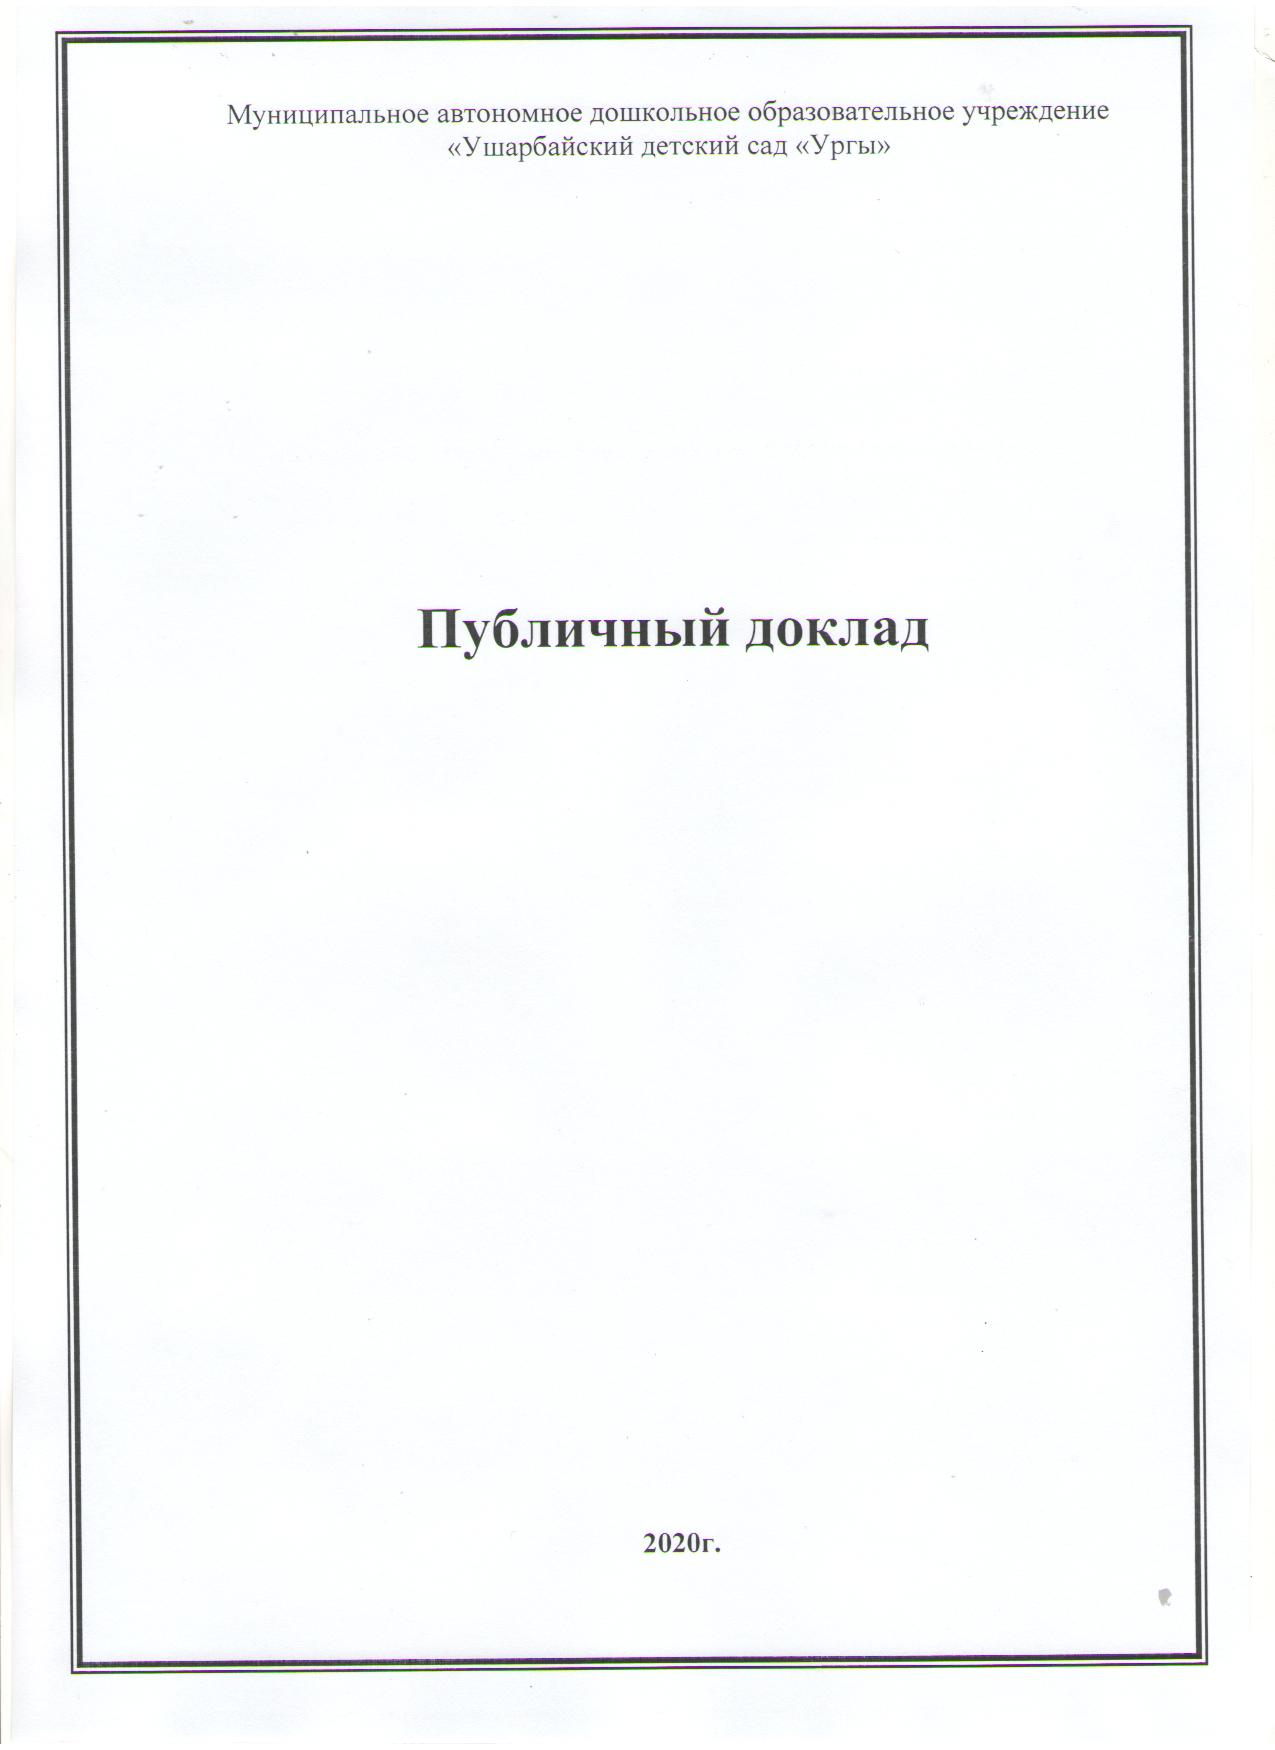 Муниципальное автономное дошкольное образовательное учреждение
«Ушарбайский детский сад «Ургы»
Публичный доклад
2020г.